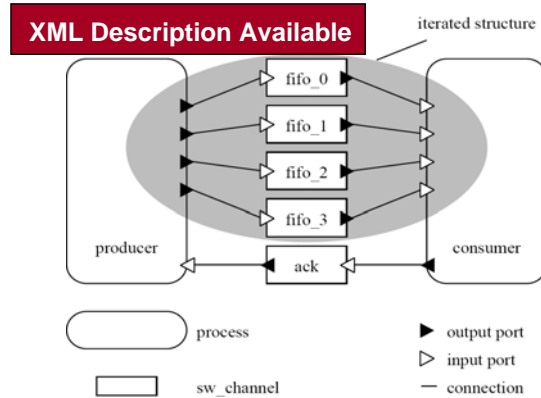 XML Description Available
iterated structure
fifo_0
fifo_1
fifo_2
fifo_3
producer
consumer
ack
process
output port
input port
sw_channel
connection